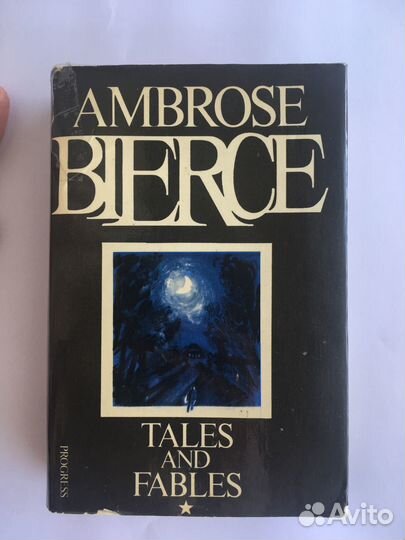 AMBROSE
BIERCE
TALES
AND
FABLES
PROGRESS
Avito